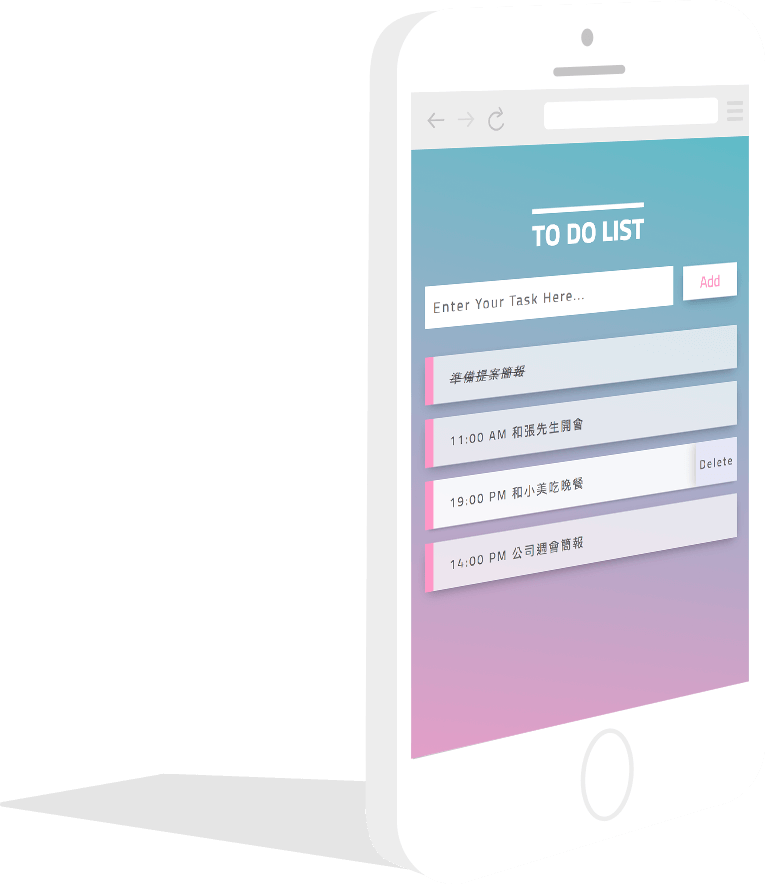 TO DO LIST
Enter Your Task Here...
Add
準備提案簡報
11:00 AM 和張先生開會
19:00 PM 和小美吃晚餐
Delete
14:00 PM 公司週會簡報